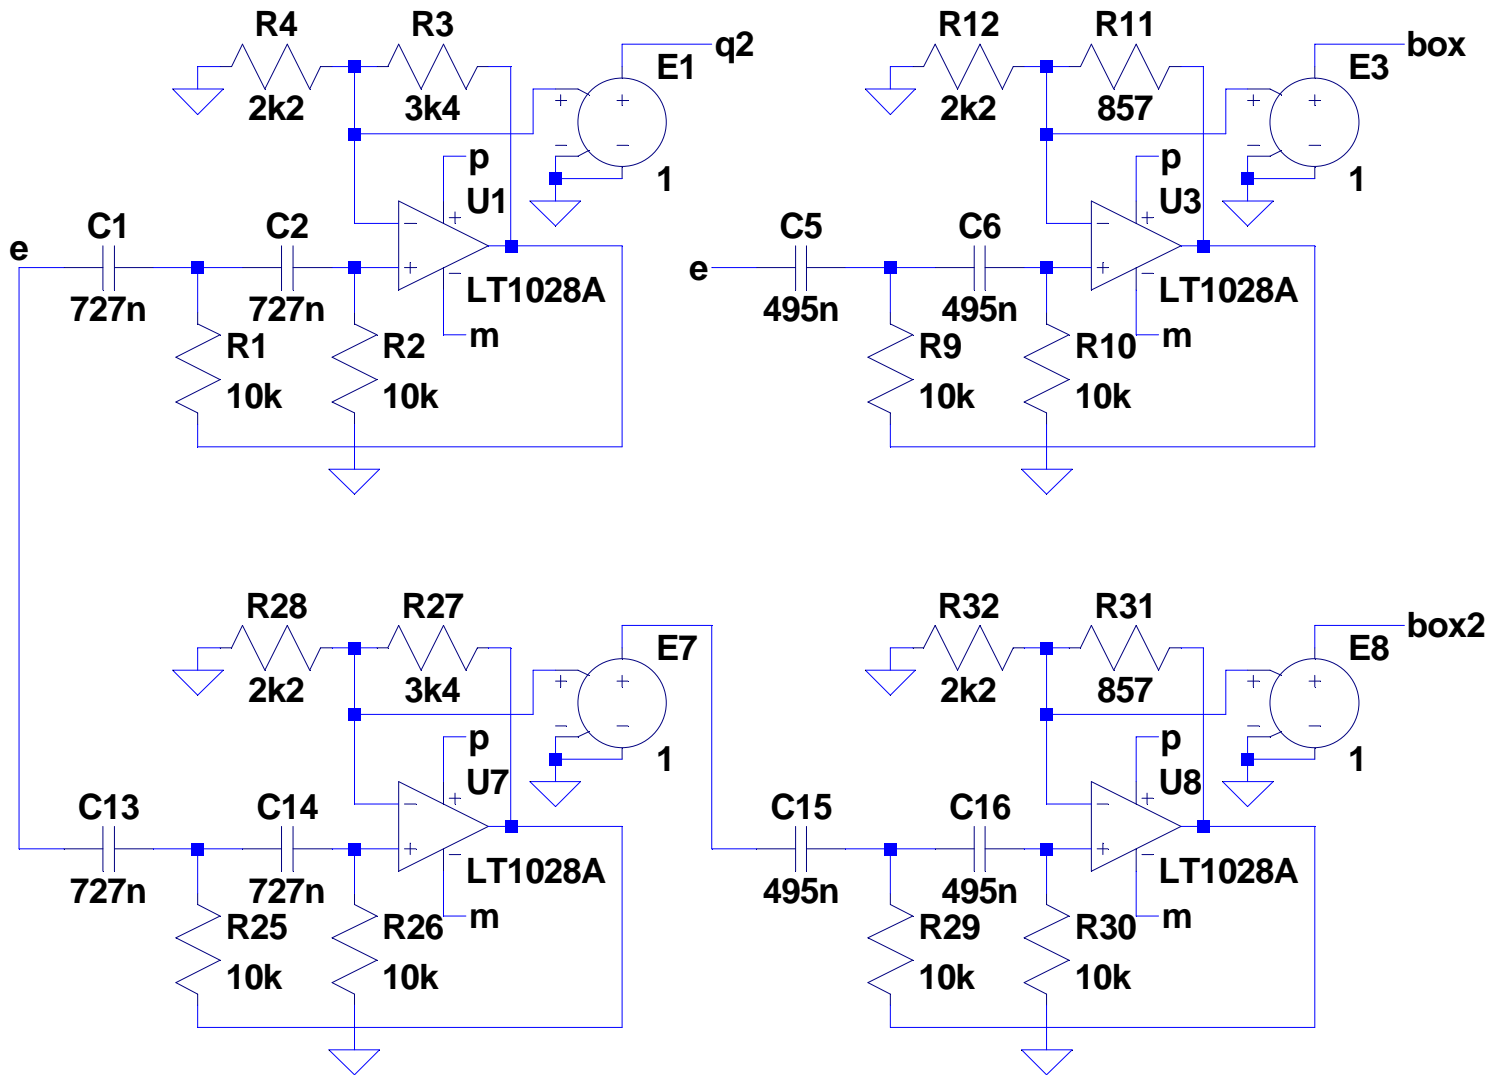 R4 R3 q2 R12 R11 box
E1 E3
2k2 3k4 2k2 857
p p
1 1
U1 U3
C1 C2 C5 C6
e e
LT1028A LT1028A
727n 727n 495n 495n
m m
R1 R2 R9 R10
10k 10k 10k 10k
R28 R27 R32 R31
box2
E7 E8
2k2 3k4 2k2 857
p p
1 1
U7 U8
C13 C14 C15 C16
LT1028A LT1028A
727n 727n 495n 495n
m m
R25 R26 R29 R30
10k 10k 10k 10k